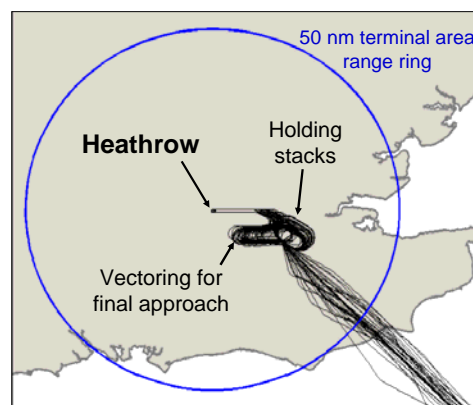 50 nm terminal area
range ring
Holding
stacks
Heathrow
Vectoring for
final approach